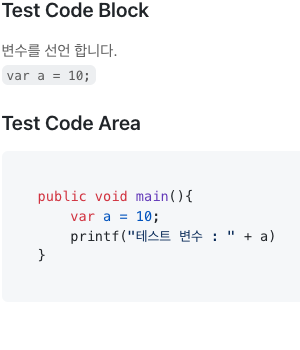 Test Code Block
변수를 선언 합니다.
var a = 10;
Test Code Area
public void main(){
    var a = 10;
    printf("테스트 변수 : " + a)
}